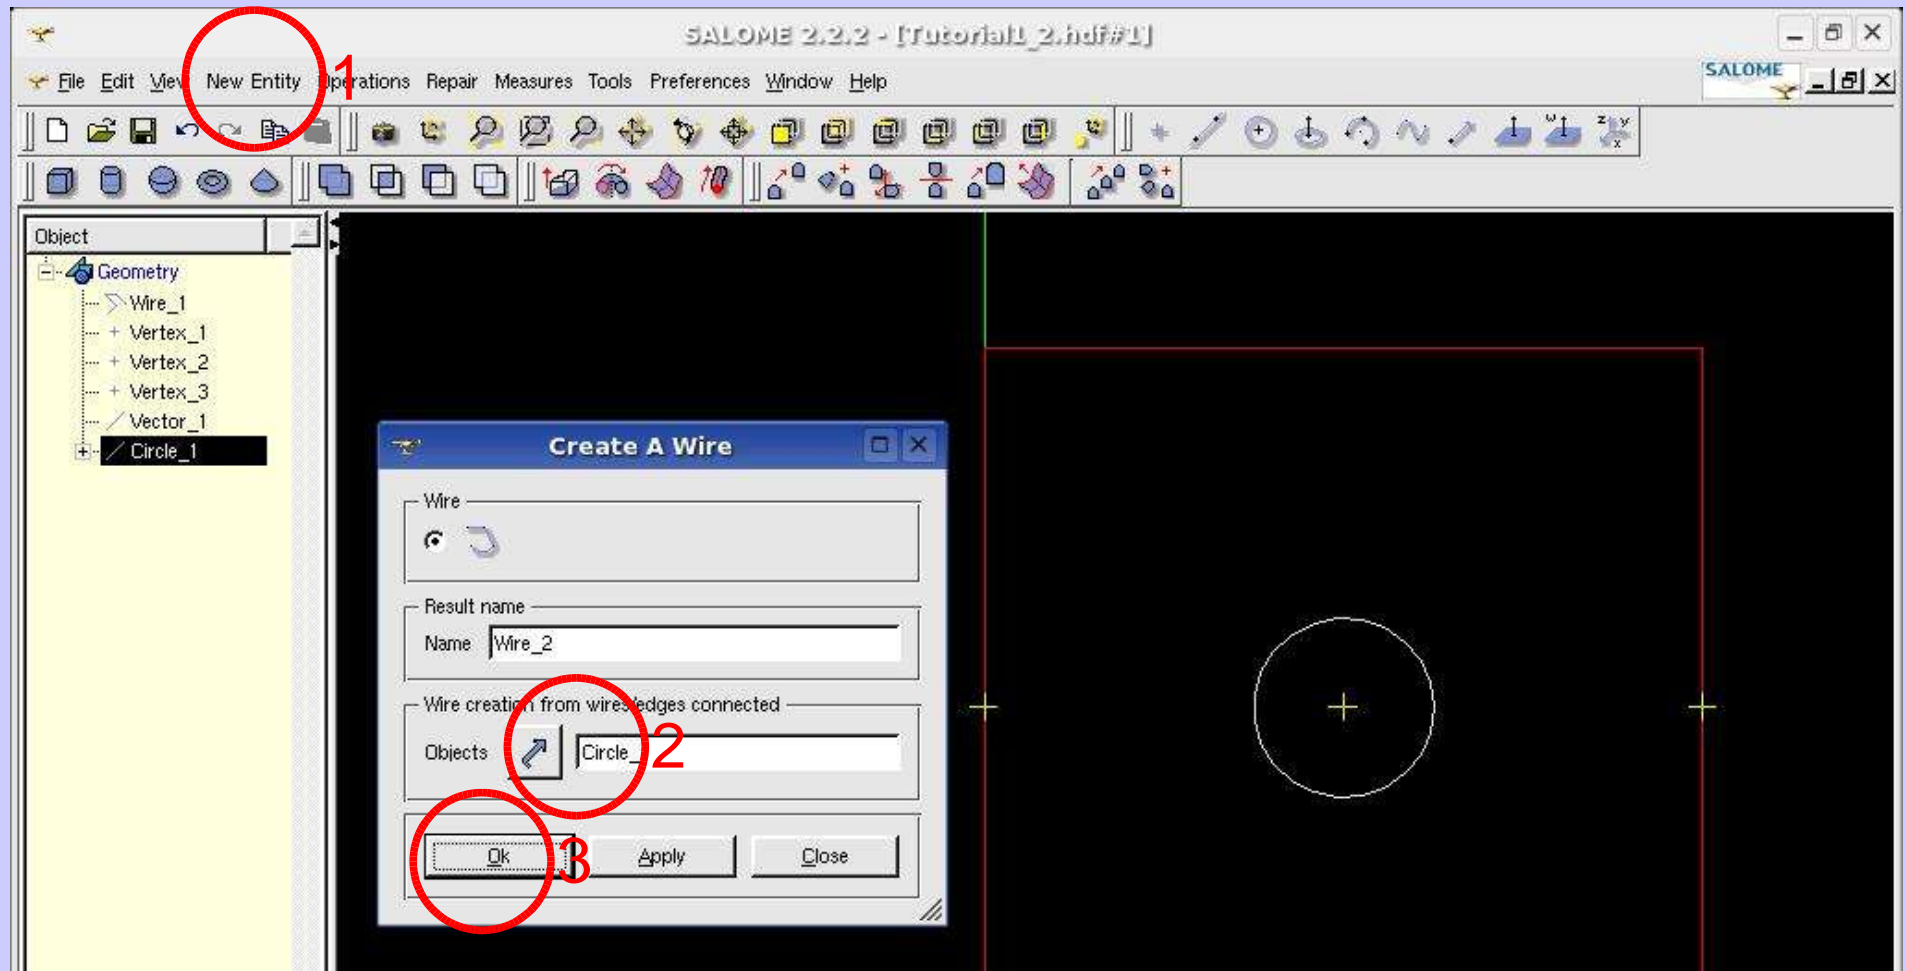 SALOME 2.2.2 - [Tutorial1_2.hdf#1]
File Edit View New Entity Operations Repair Measures Tools Preferences Window Help
SALOME
1
Object
Geometry
Wire_1
Vertex_1
Vertex_2
Vertex_3
Vector_1
Circle_1
Create A Wire
Wire
Result name
Name Wire_2
Wire creation from wires/edges connected
Objects Circle_
2
Ok Apply Close
3